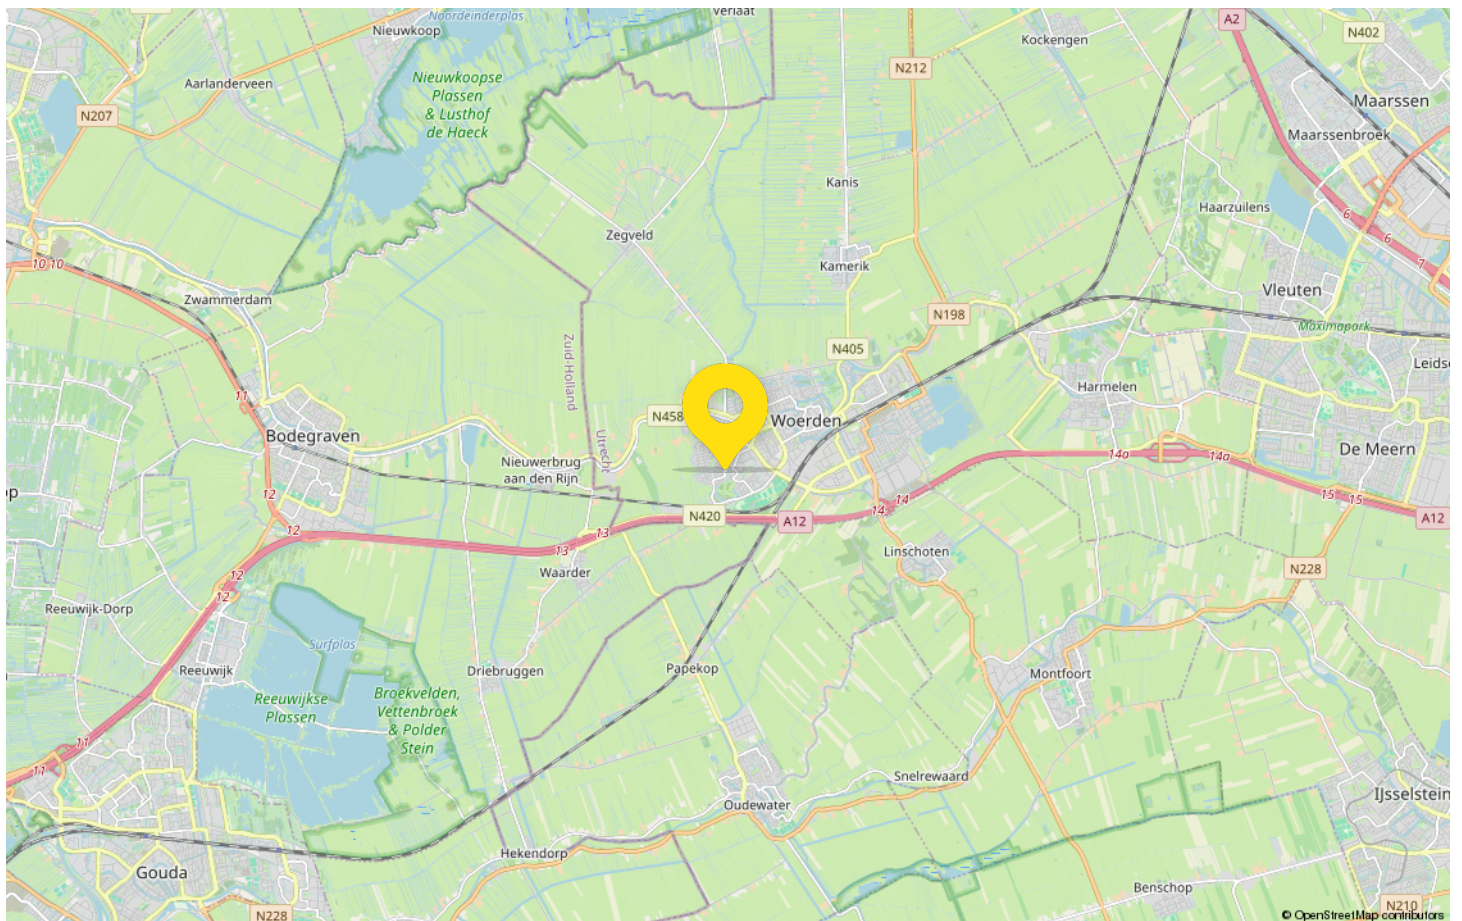 Noordeinderplas
Nieuwkoop
Verlaat
A2
N402
Kockengen
N212
Aarlanderveen
Nieuwkoopse
Plassen
& Lusthof
de Haeck
N207
Maarssen
Maarssenbroek
Kanis
Haarzuilens
6
6
7
Zegveld
Kamerik
10 10
Zwammerdam
Vleuten
N198
Maximapark
Zuid-Holland
N405
Harmelen
11
N458
Woerden
Bodegraven
Utrecht
De Meern
Nieuwerbrug
aan den Rijn
14a
14a
12
15
15
14
14
N420
A12
A12
12
13
13
Linschoten
Waarder
N228
12
12
Reeuwijk-Dorp
Surfplas
Reeuwijk
Driebruggen
Papekop
Montfoort
Reeuwijkse
Plassen
Broekvelden,
Vettenbroek
& Polder
Stein
11
11
Snelrewaard
Oudewater
IJsselstein
Hekendorp
Gouda
Benschop
N228
N210
© OpenStreetMap contributors